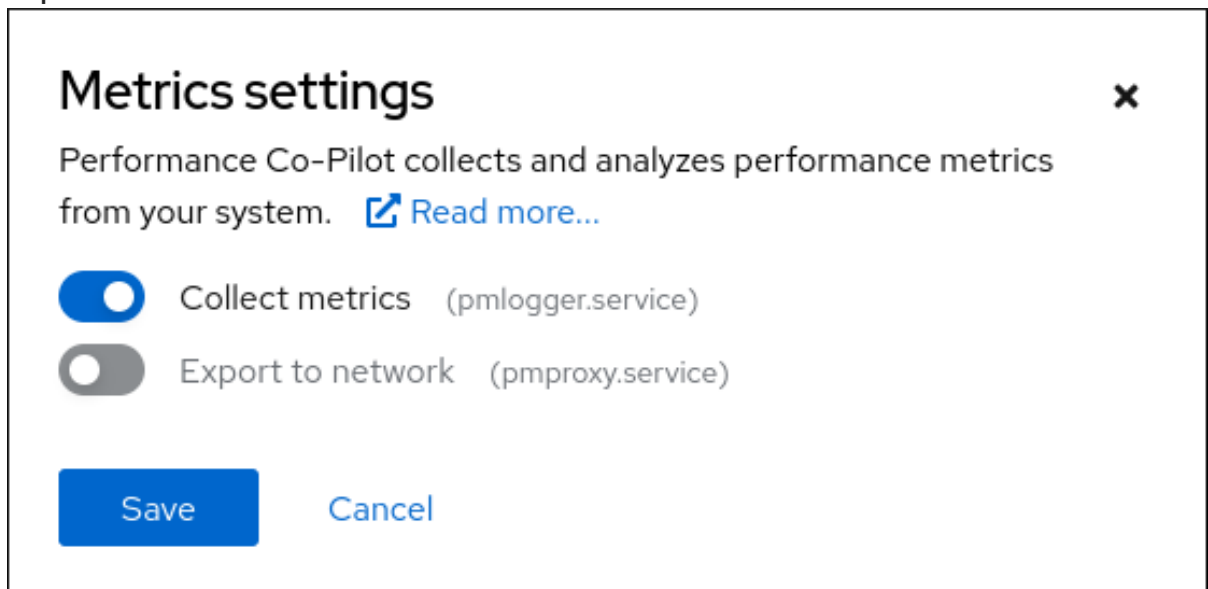 Metrics settings
Performance Co-Pilot collects and analyzes performance metrics
from your system. Read more...
Collect metrics (pmlogger.service)
Export to network (pmproxy.service)
Save Cancel